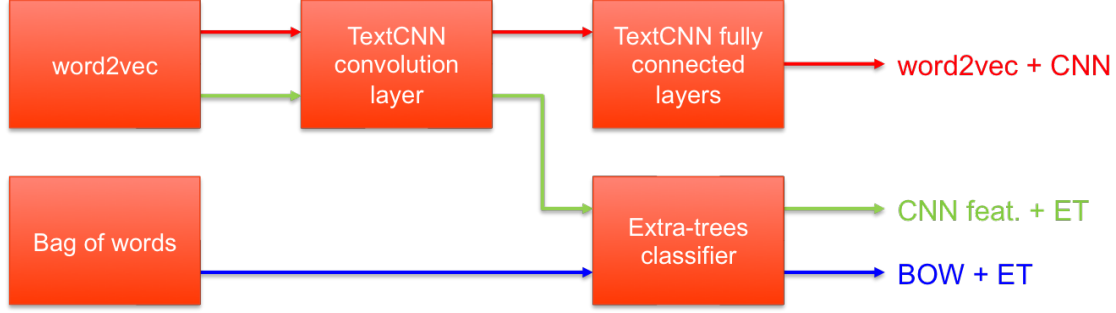 word2vec
TextCNN
convolution
layer
TextCNN fully
connected
layers
word2vec + CNN
Bag of words
Extra-trees
classifier
CNN feat. + ET
BOW + ET